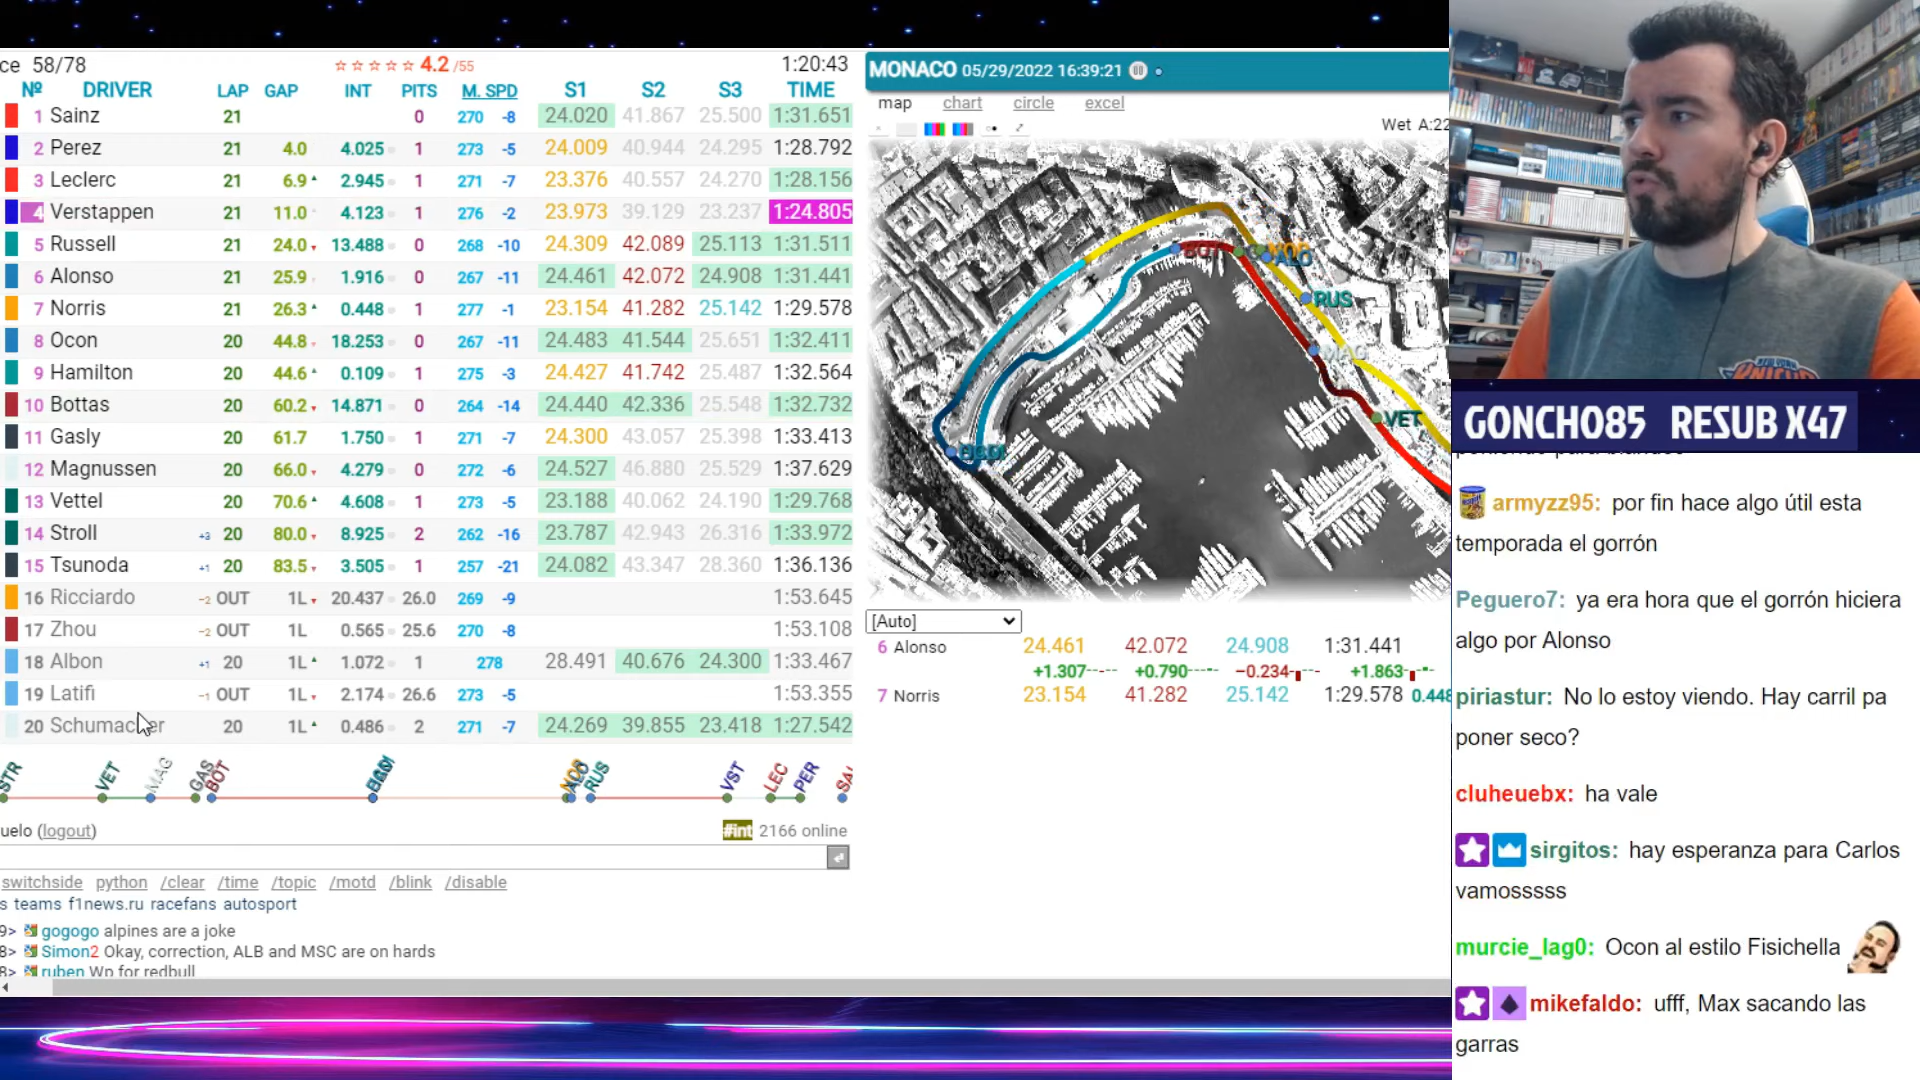 ce 58/78 ☆☆☆☆☆ 4.2 /55 1:20:43
Nº DRIVER LAP GAP INT PITS M. SPD S1 S2 S3 TIME
1 Sainz 21 0 270 -8 24.020 41.867 25.500 1:31.651
2 Perez 21 4.0 4.025 1 273 -5 24.009 40.944 24.295 1:28.792
3 Leclerc 21 6.9 2.945 1 271 -7 23.376 40.557 24.270 1:28.156
4 Verstappen 21 11.0 4.123 1 276 -2 23.973 39.129 23.237 1:24.805
5 Russell 21 24.0 13.488 0 268 -10 24.309 42.089 25.113 1:31.511
6 Alonso 21 25.9 1.916 0 267 -11 24.461 42.072 24.908 1:31.441
7 Norris 21 26.3 0.448 1 277 -1 23.154 41.282 25.142 1:29.578
8 Ocon 20 44.8 18.253 0 267 -11 24.483 41.544 25.651 1:32.411
9 Hamilton 20 44.6 0.109 1 275 -3 24.427 41.742 25.487 1:32.564
10 Bottas 20 60.2 14.871 0 264 -14 24.440 42.336 25.548 1:32.732
11 Gasly 20 61.7 1.750 1 271 -7 24.300 43.057 25.398 1:33.413
12 Magnussen 20 66.0 4.279 0 272 -6 24.527 46.880 25.529 1:37.629
13 Vettel 20 70.6 4.608 1 273 -5 23.188 40.062 24.190 1:29.768
14 Stroll +3 20 80.0 8.925 2 262 -16 23.787 42.943 26.316 1:33.972
15 Tsunoda +1 20 83.5 3.505 1 257 -21 24.082 43.347 28.360 1:36.136
16 Ricciardo -2 OUT 1L 20.437 26.0 269 -9 1:53.645
17 Zhou -2 OUT 1L 0.565 25.6 270 -8 1:53.108
18 Albon +1 20 1L 1.072 1 278 28.491 40.676 24.300 1:33.467
19 Latifi -1 OUT 1L 2.174 26.6 273 -5 1:53.355
20 Schumacher 20 1L 0.486 2 271 -7 24.269 39.855 23.418 1:27.542
STR VET MAG GAS BOT RUS VST LEC PER SAI
uelo (logout) #int 2166 online
switchside python /clear /time /topic /motd /blink /disable
s teams f1news.ru racefans autosport
9> gogogo alpines are a joke
8> Simon2 Okay, correction, ALB and MSC are on hards
8> ruben Wp for redbull
MONACO 05/29/2022 16:39:21
map chart circle excel
Wet A:22
BOT
NOR
ALO
RUS
MAG
VET
[Auto]
6 Alonso 24.461 42.072 24.908 1:31.441
+1.307 +0.790 -0.234 +1.863
7 Norris 23.154 41.282 25.142 1:29.578 0.448
UNICUP
GONCHO85 RESUB X47
armyzz95: por fin hace algo útil esta
temporada el gorrón
Peguero7: ya era hora que el gorrón hiciera
algo por Alonso
piriastur: No lo estoy viendo. Hay carril pa
poner seco?
cluheuebx: ha vale
sirgitos: hay esperanza para Carlos
vamosssss
murcie_lag0: Ocon al estilo Fisichella
mikefaldo: ufff, Max sacando las
garras